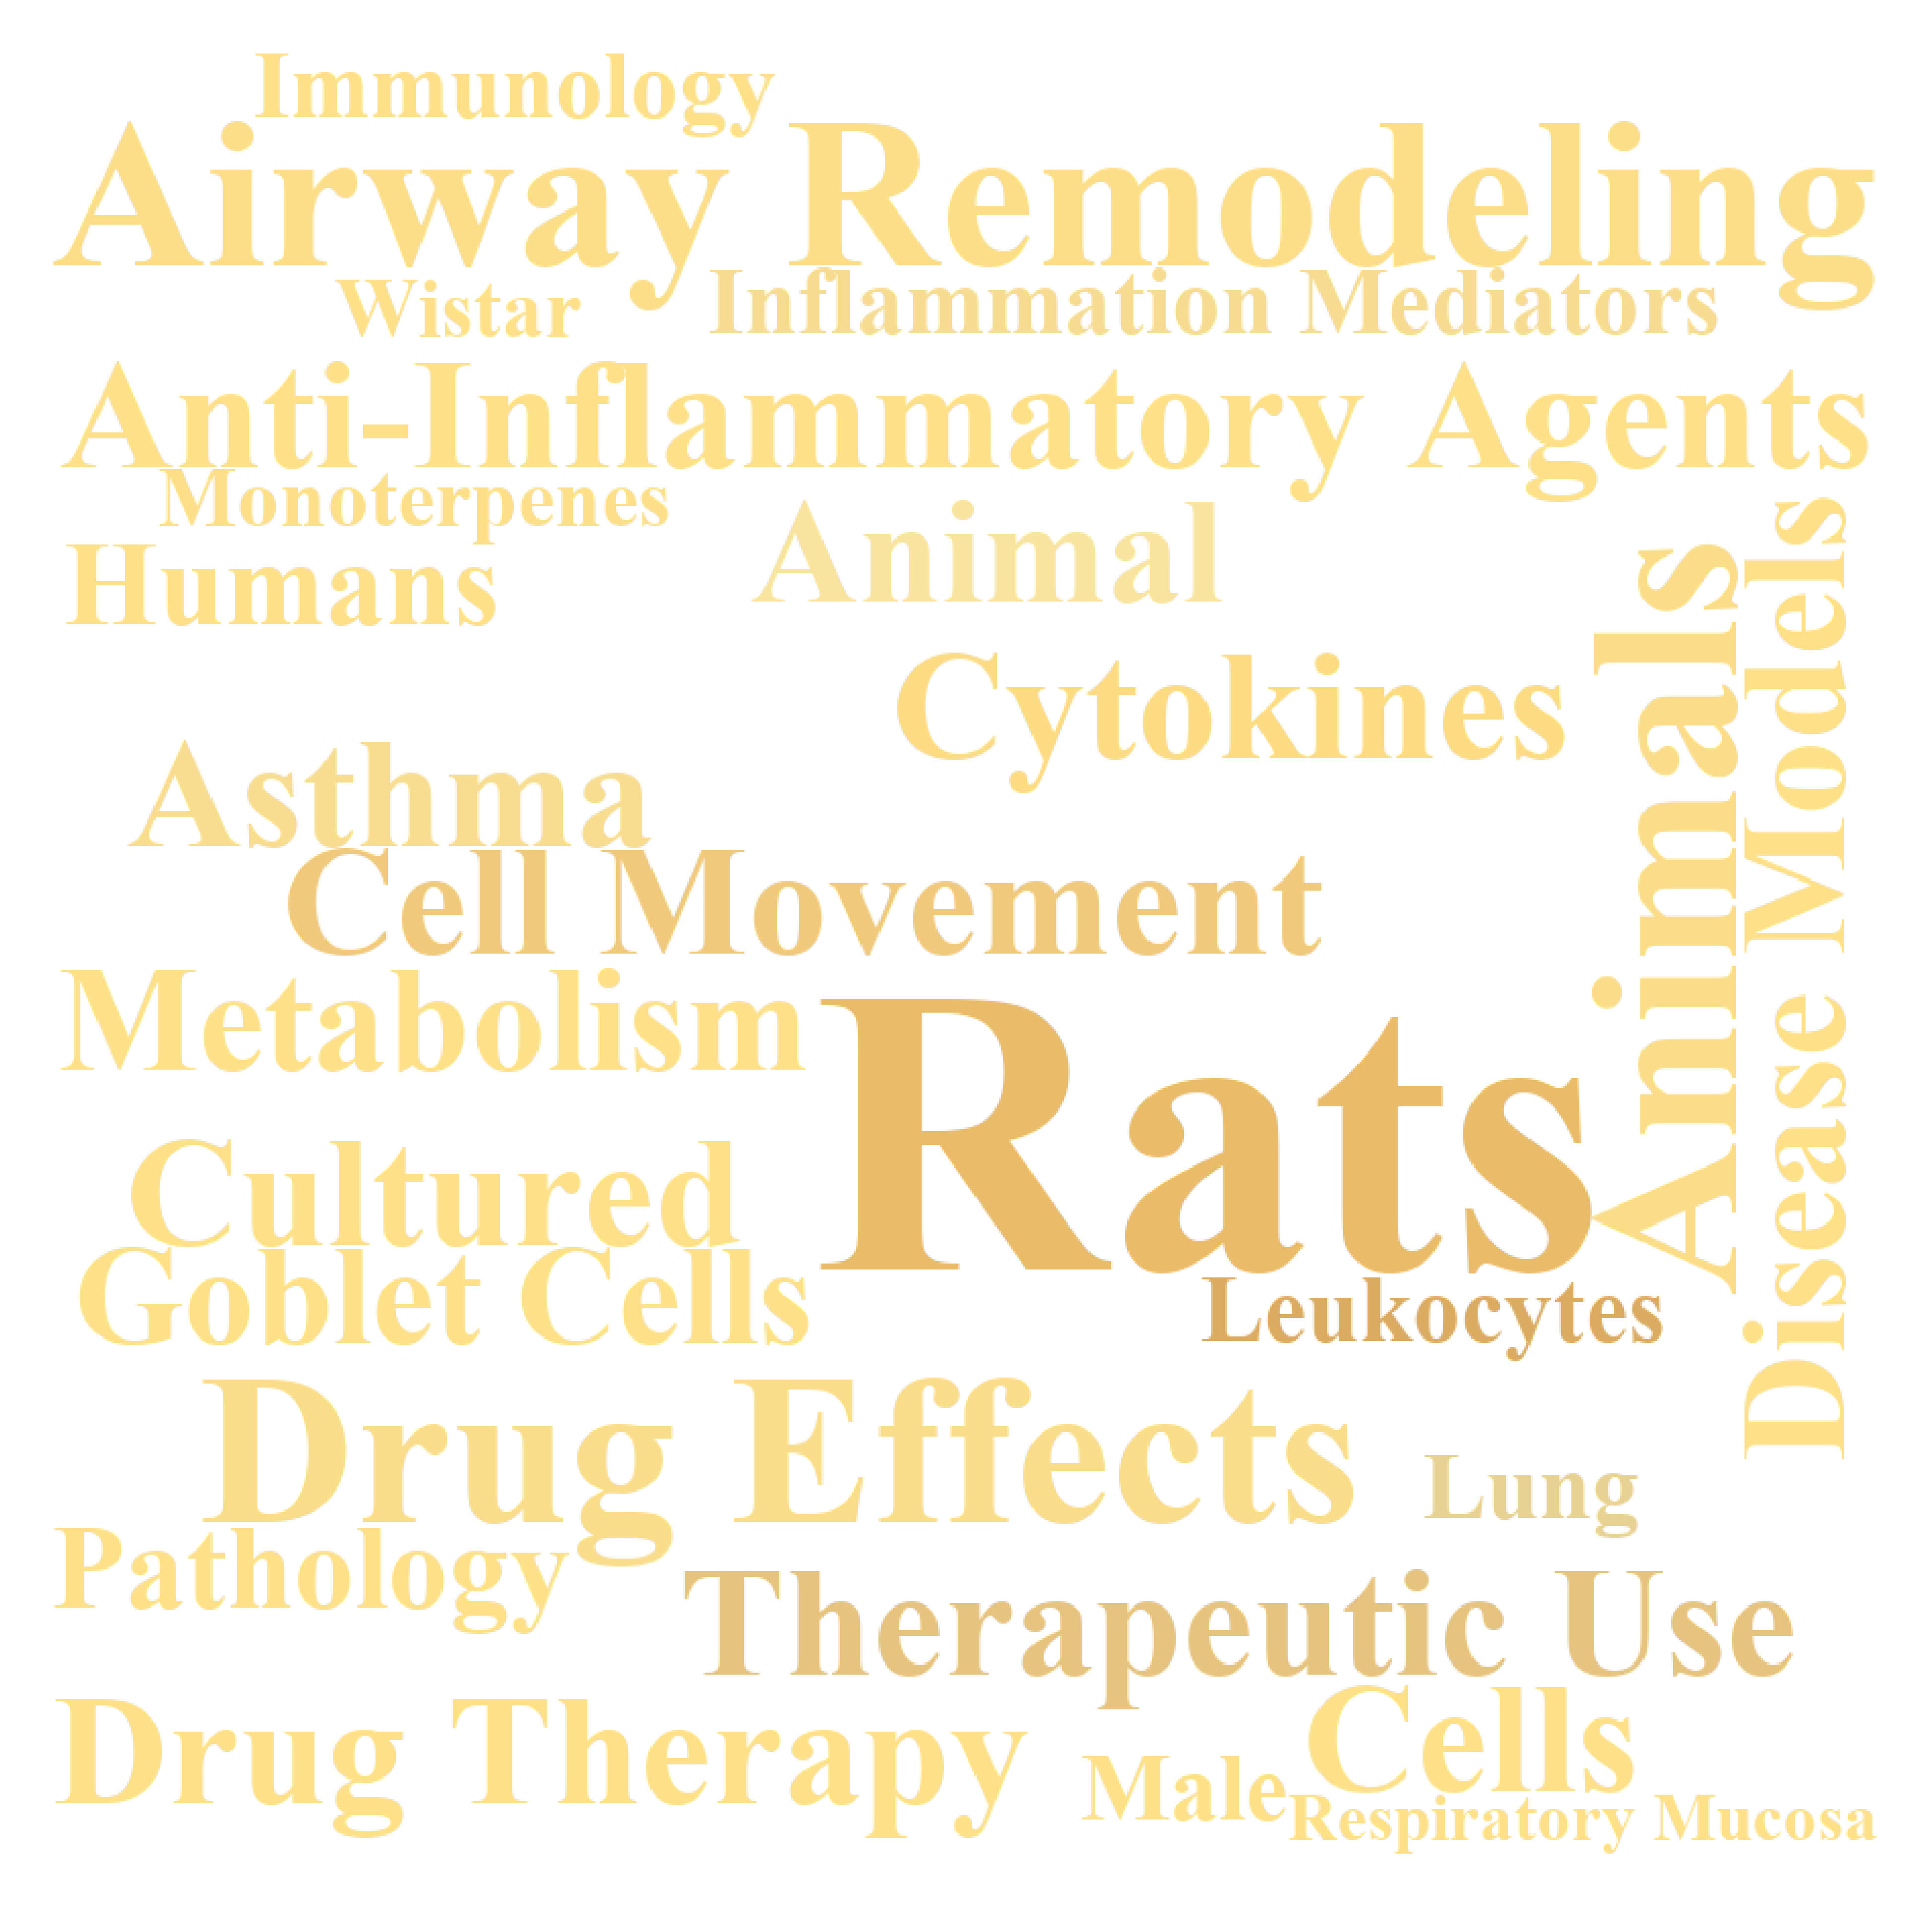 Immunology
Airway Remodeling
Wistar
Inflammation Mediators
Anti-Inflammatory Agents
Monoterpenes
Animal
Humans
Cytokines
Animals
Disease Models
Asthma
Cell Movement
Metabolism
Rats
Cultured
Goblet Cells
Leukocytes
Drug Effects
Lung
Pathology
Therapeutic Use
Drug Therapy
Cells
Male
Respiratory Mucosa